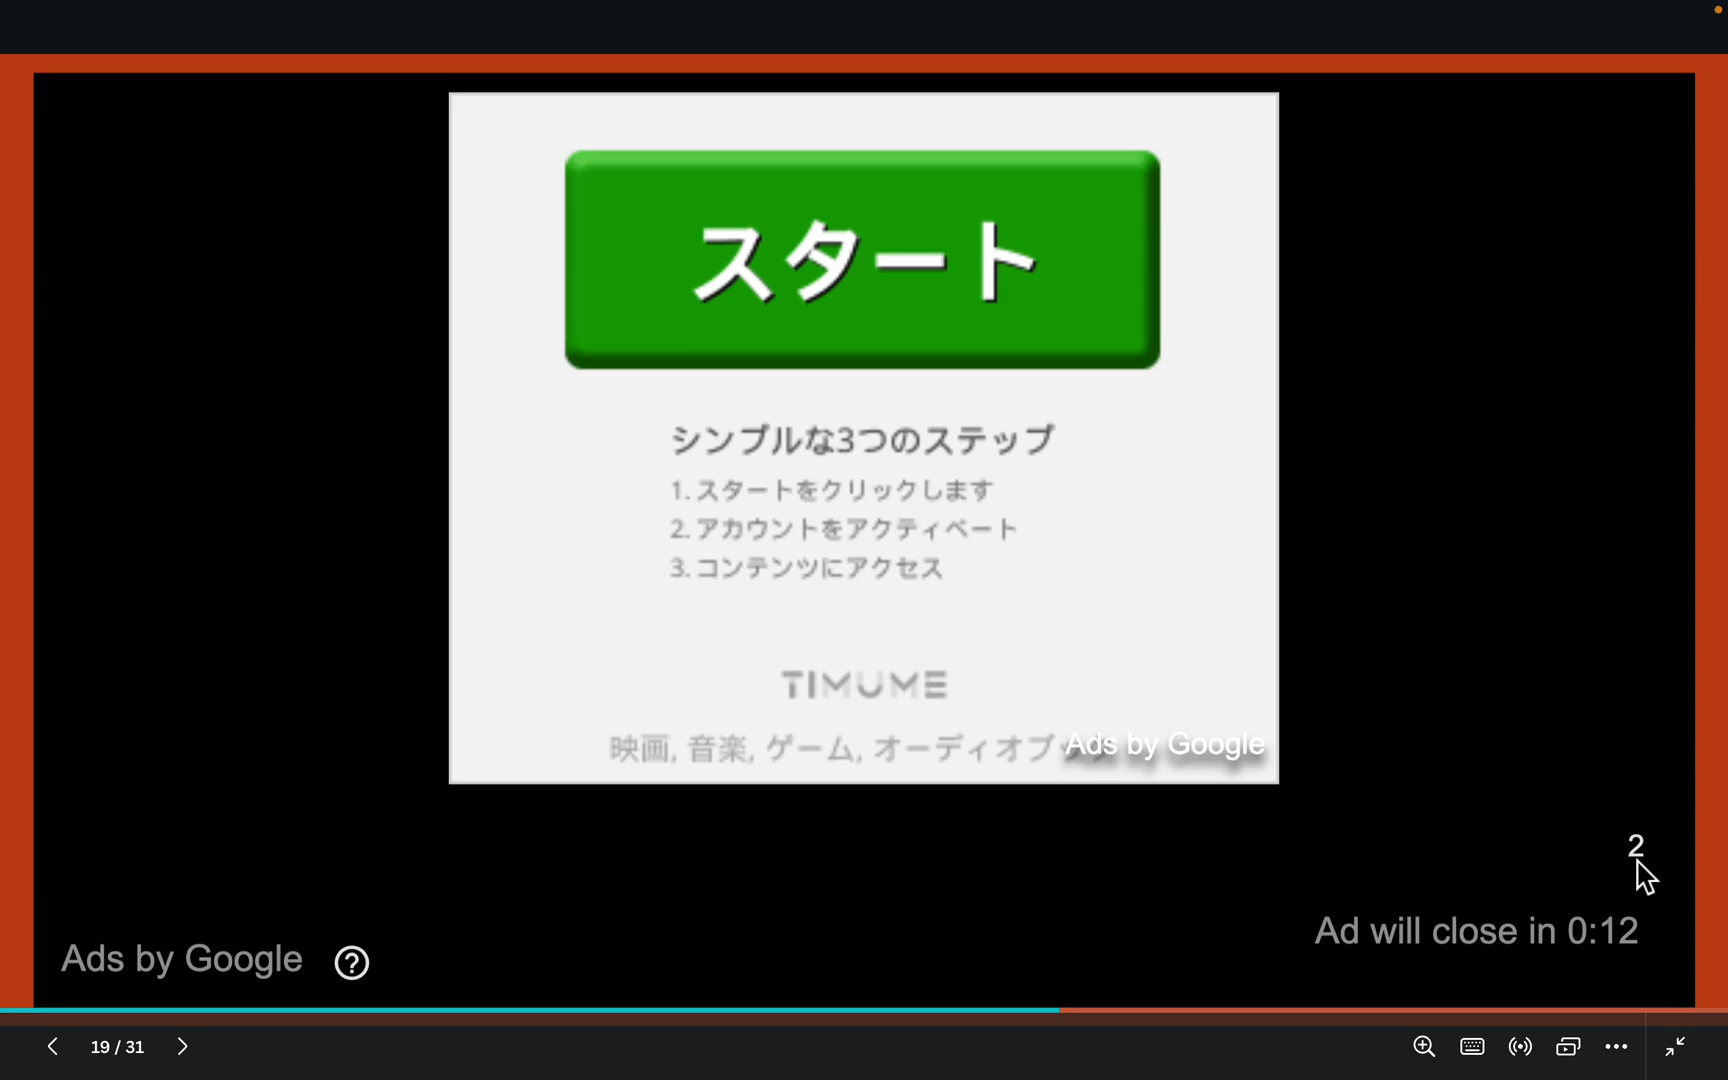 スタート
シンプルな3つのステップ
1. スタートをクリックします
2. アカウントをアクティベート
3. コンテンツにアクセス
TIMUME
映画, 音楽, ゲーム, オーディオブ
Ads by Google
2
Ad will close in 0:12
Ads by Google ?
19 / 31